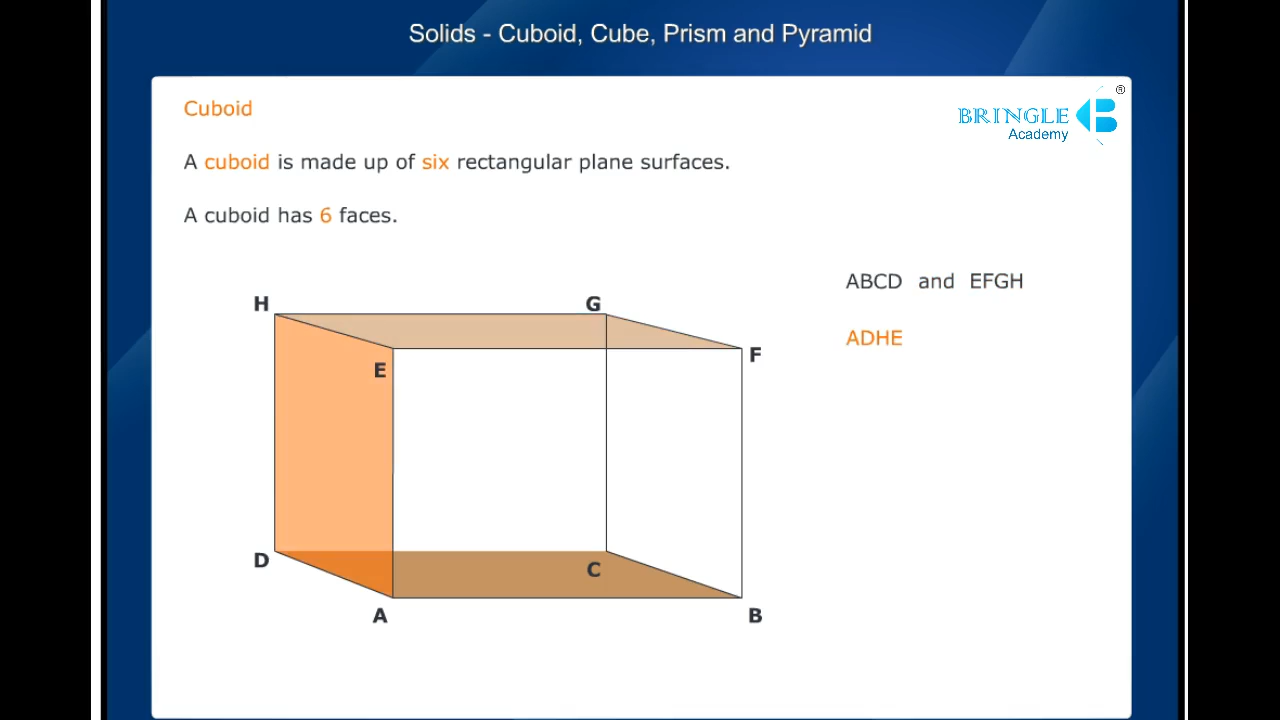 Solids - Cuboid, Cube, Prism and Pyramid
Cuboid
BRINGLE ®
Academy
A cuboid is made up of six rectangular plane surfaces.
A cuboid has 6 faces.
ABCD and EFGH
ADHE
H
G
E
F
D
C
A
B